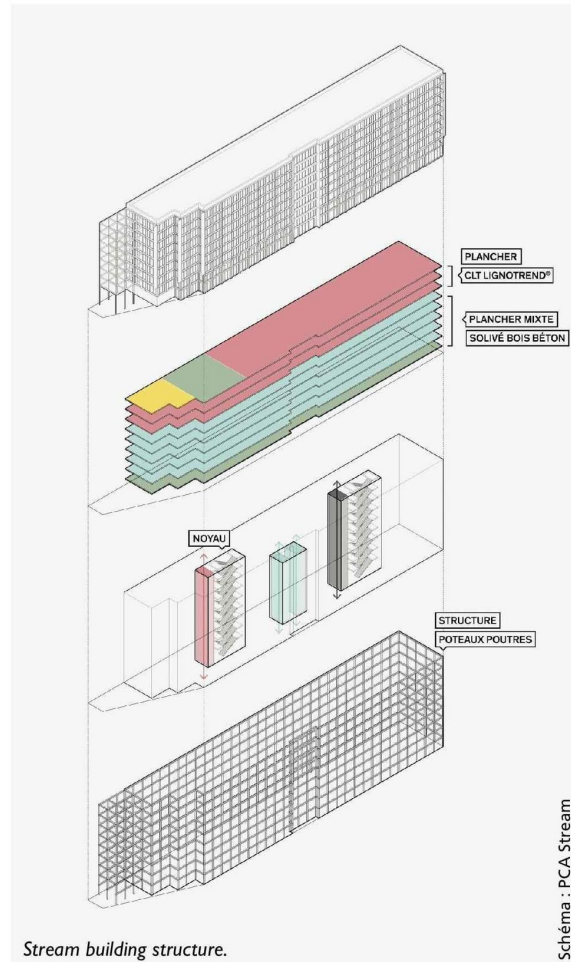 PLANCHER
CLT LIGNOTREND®
PLANCHER MIXTE
SOLIVÉ BOIS BÉTON
NOYAU
STRUCTURE
POTEAUX POUTRES
Schéma : PCA Stream
Stream building structure.